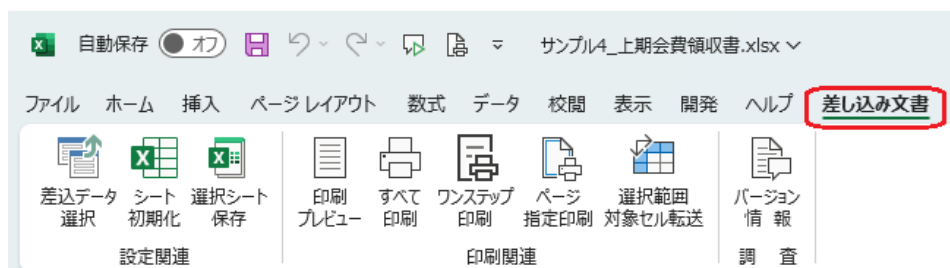 自動保存 オフ サンプル4_上期会費領収書.xlsx
ファイル ホーム 挿入 ページ レイアウト 数式 データ 校閲 表示 開発 ヘルプ 差し込み文書
差込データ シート 選択シート 印刷 すべて ワンステップ ページ 選択範囲 バージョン
選択 初期化 保存 プレビュー 印刷 印刷 指定印刷 対象セル転送 情 報
設定関連 印刷関連 調 査